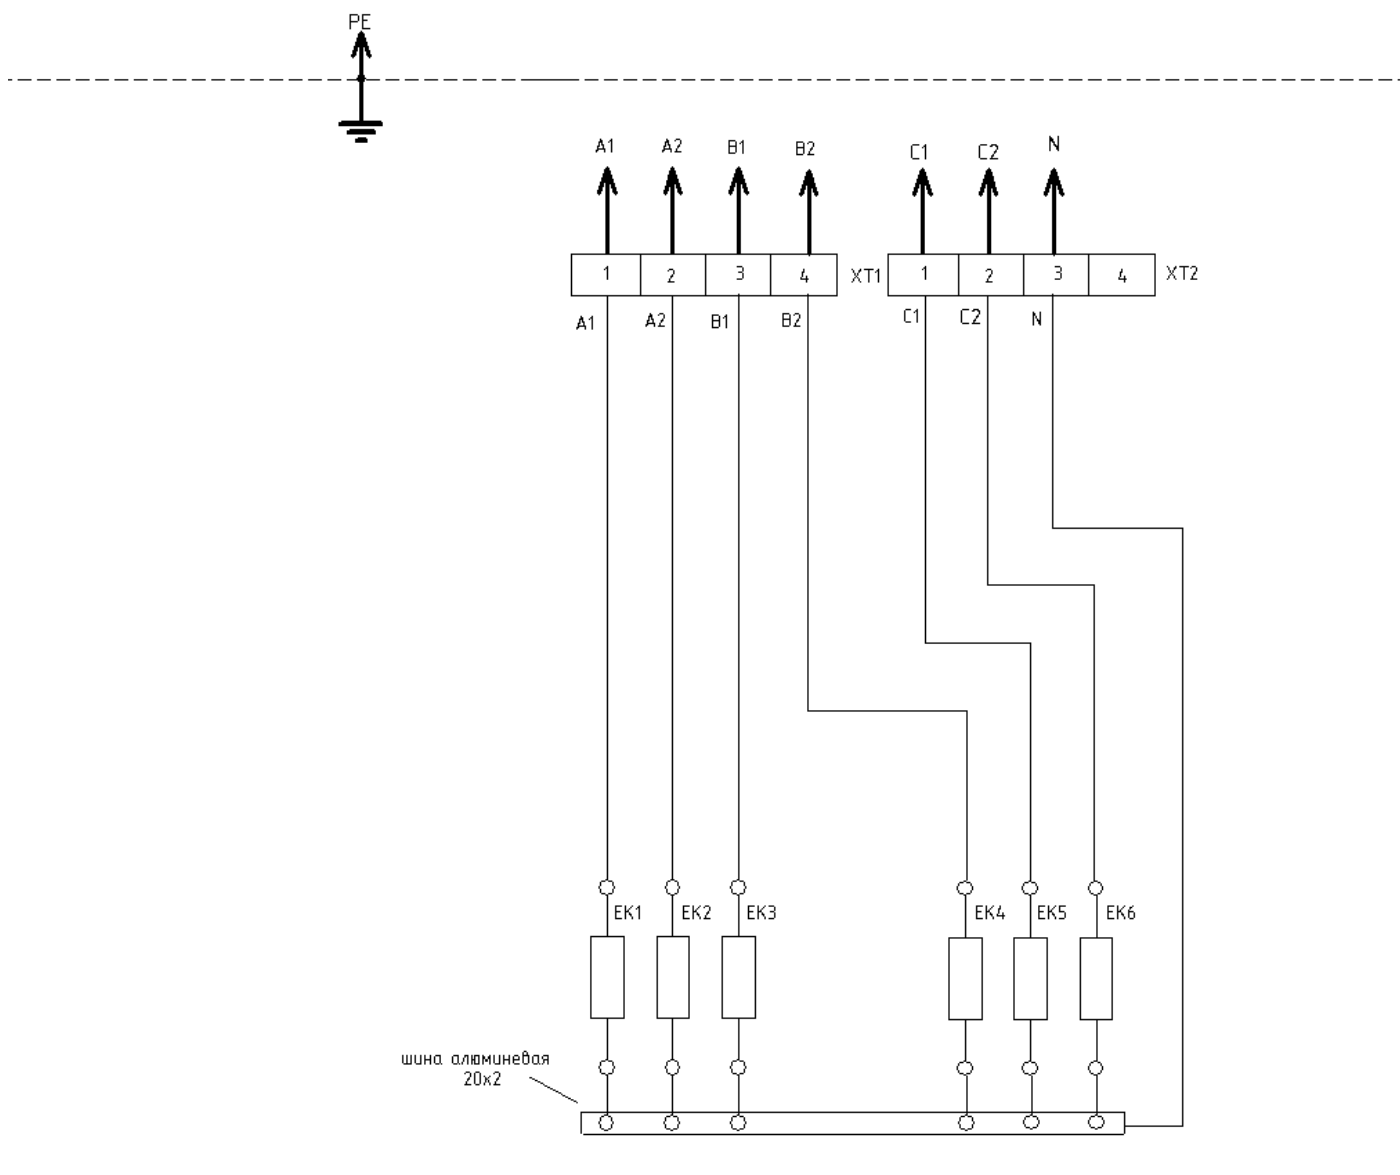 PE
A1 A2 B1 B2 C1 C2 N
1 2 3 4 XT1 1 2 3 4 XT2
A1 A2 B1 B2 C1 C2 N
EK1 EK2 EK3 EK4 EK5 EK6
шина алюминевая
20х2